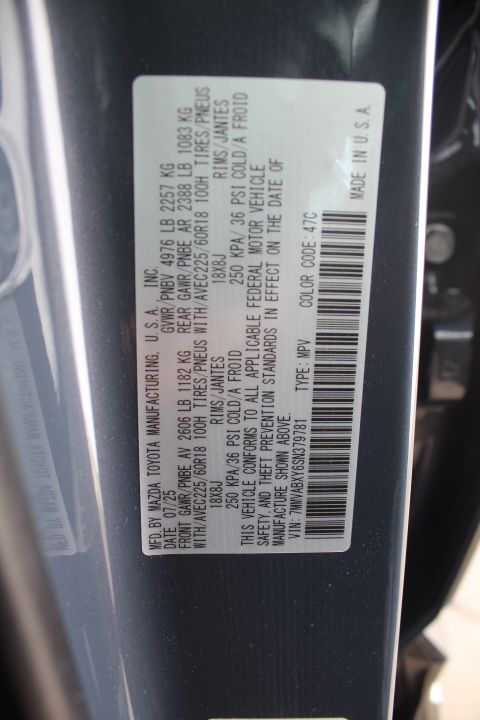 MFD.BY MAZDA TOYOTA MANUFACTURING, U.S.A., INC.
DATE 07/25 GVWR/PNBV 4976 LB 2257 KG
FRONT GAWR/PNBE AV 2606 LB 1182 KG REAR GAWR/PNBE AR 2388 LB 1083 KG
WITH/AVEC225/60R18 100H TIRES/PNEUS WITH/AVEC225/60R18 100H TIRES/PNEUS
18X8J RIMS/JANTES 18X8J RIMS/JANTES
250 KPA/36 PSI COLD/A FROID 250 KPA/ 36 PSI COLD/A FROID
THIS VEHICLE CONFORMS TO ALL APPLICABLE FEDERAL MOTOR VEHICLE
SAFETY AND THEFT PREVENTION STANDARDS IN EFFECT ON THE DATE OF
MANUFACTURE SHOWN ABOVE.
VIN: 7MMVABXY6SN379781 TYPE: MPV COLOR CODE: 47C MADE IN U.S.A.